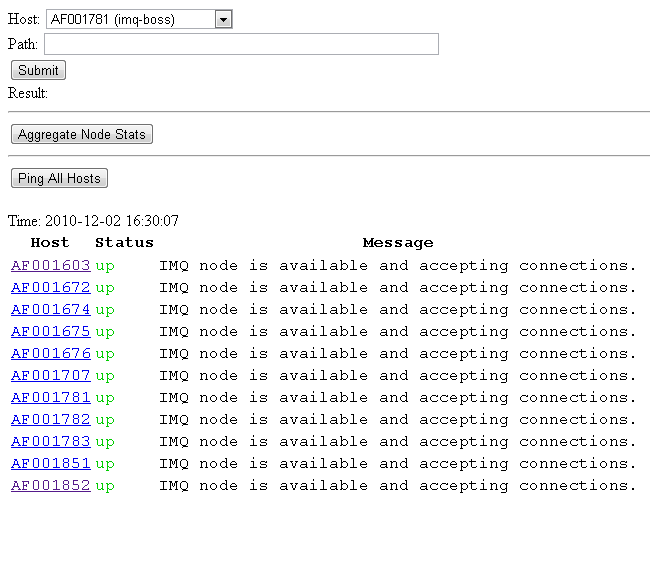 Host: AF001781 (imq-boss)
Path:
Submit
Result:
Aggregate Node Stats
Ping All Hosts
Time: 2010-12-02 16:30:07
Host Status Message
AF001603 up IMQ node is available and accepting connections.
AF001672 up IMQ node is available and accepting connections.
AF001674 up IMQ node is available and accepting connections.
AF001675 up IMQ node is available and accepting connections.
AF001676 up IMQ node is available and accepting connections.
AF001707 up IMQ node is available and accepting connections.
AF001781 up IMQ node is available and accepting connections.
AF001782 up IMQ node is available and accepting connections.
AF001783 up IMQ node is available and accepting connections.
AF001851 up IMQ node is available and accepting connections.
AF001852 up IMQ node is available and accepting connections.